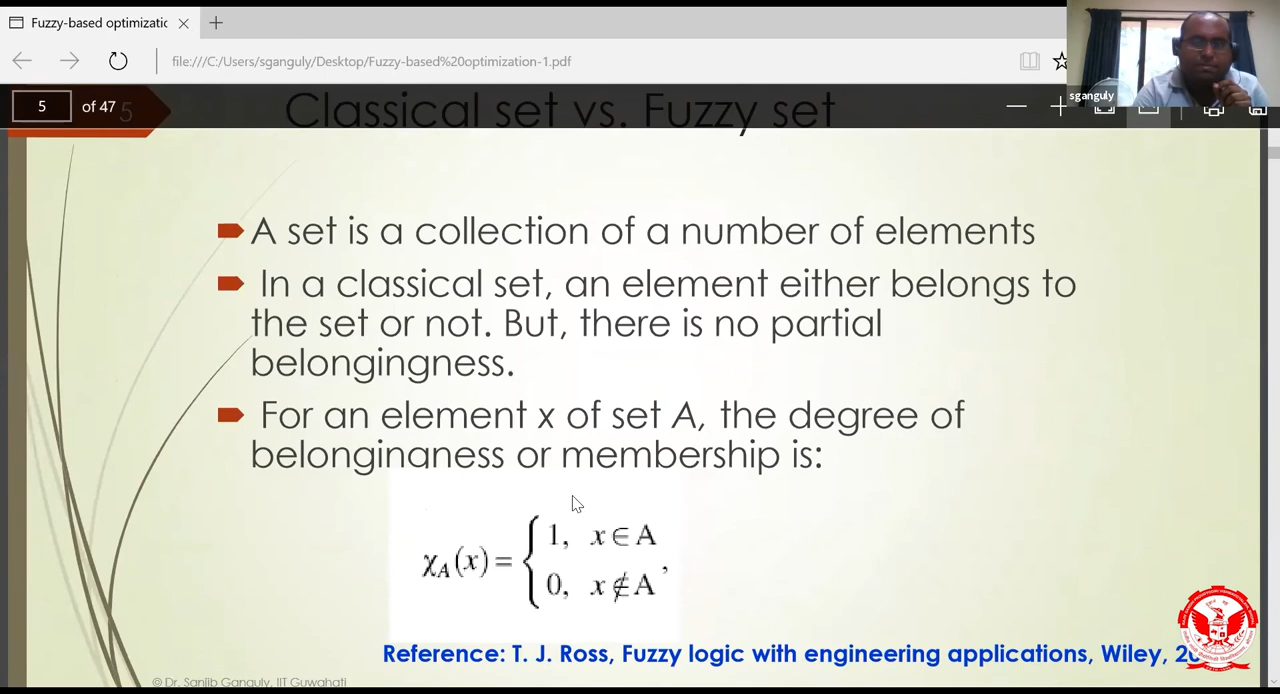 Fuzzy-based optimizatic
file:///C:/Users/sganguly/Desktop/Fuzzy-based%20optimization-1.pdf
sganguly
5 of 47
5
Classical set vs. Fuzzy set
A set is a collection of a number of elements
In a classical set, an element either belongs to
the set or not. But, there is no partial
belongingness.
For an element x of set A, the degree of
belonginaness or membership is:
χA(x) = { 1, x ∈ A
0, x ∉ A ,
Reference: T. J. Ross, Fuzzy logic with engineering applications, Wiley,
© Dr. Sanjib Ganguly, IIT Guwahati